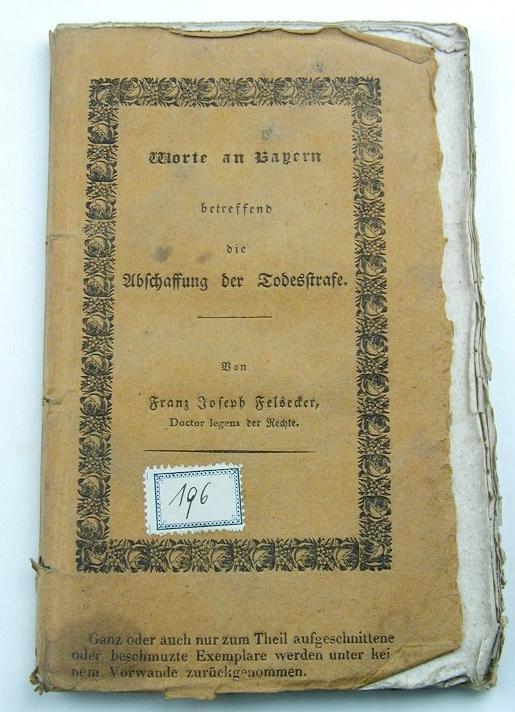 Worte an Bayern
betreffend
die
Abschaffung der Todesstrafe.
Von
Franz Joseph Felsecker,
Doctor legens der Rechte.
196
Ganz oder auch nur zum Theil aufgeschnittene
oder beschmuzte Exemplare werden unter kei
nem Vorwande zurückgenommen.